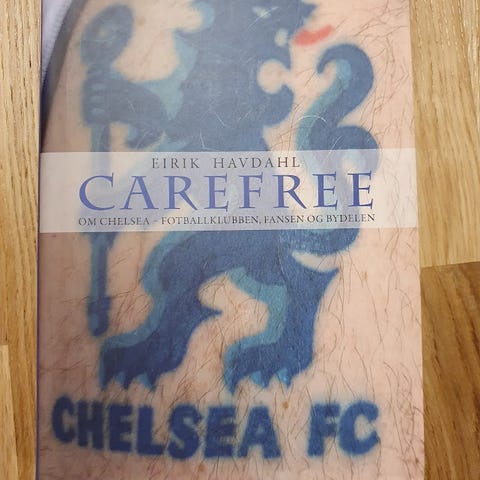 EIRIK HAVDAHL
CAREFREE
OM CHELSEA – FOTBALLKLUBBEN, FANSEN OG BYDELEN
CHELSEA FC